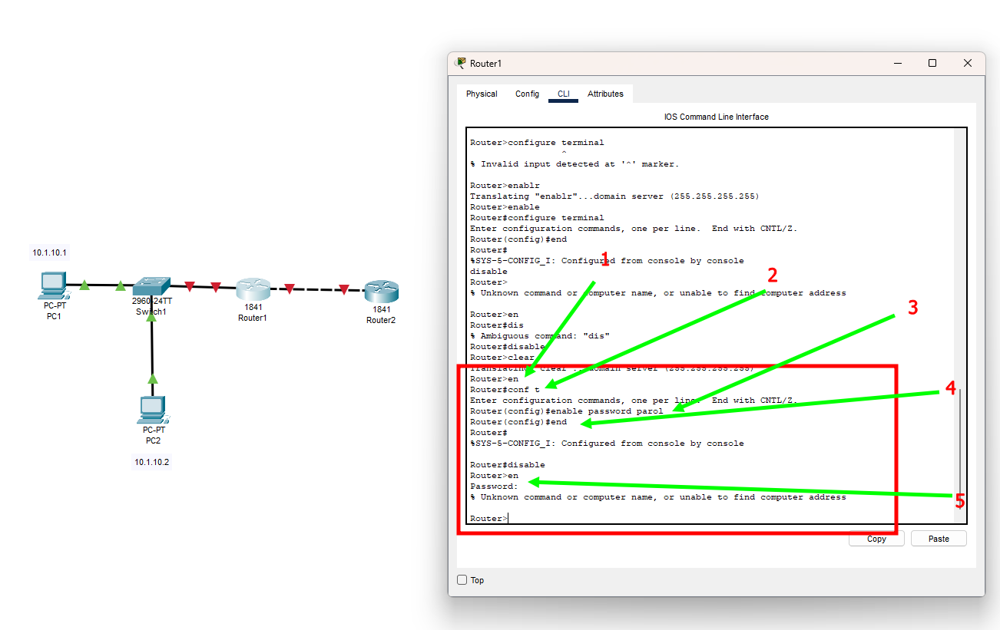 Router1
Physical Config CLI Attributes
IOS Command Line Interface
Router>configure terminal
^
% Invalid input detected at '^' marker.
Router>enablr
Translating "enablr"...domain server (255.255.255.255)
Router>enable
Router#configure terminal
Enter configuration commands, one per line.  End with CNTL/Z.
Router(config)#end
Router#
%SYS-5-CONFIG_I: Configured from console by console
disable
Router>
% Unknown command or computer name, or unable to find computer address
Router>en
Router#dis
% Ambiguous command: "dis"
Router#disable
Router>clear
Translating "clear"...domain server (255.255.255.255)
Router>en
Router#conf t
Enter configuration commands, one per line.  End with CNTL/Z.
Router(config)#enable password parol
Router(config)#end
Router#
%SYS-5-CONFIG_I: Configured from console by console
Router#disable
Router>en
Password:
% Unknown command or computer name, or unable to find computer address
Router>
Copy Paste
Top
1
2
3
4
5
10.1.10.1
PC-PT
PC1
2960-24TT
Switch1
1841
Router1
1841
Router2
PC-PT
PC2
10.1.10.2